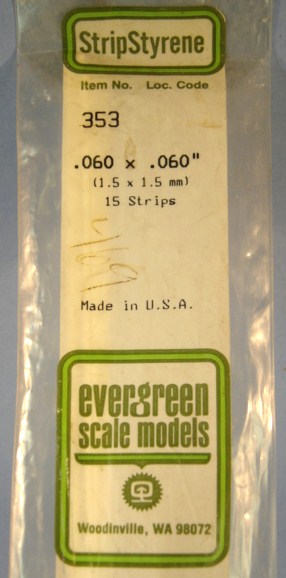 StripStyrene
Item No. Loc. Code
353
.060 x .060"
(1.5 x 1.5 mm)
15 Strips
Made in U.S.A.
evergreen
scale models
Woodinville, WA 98072